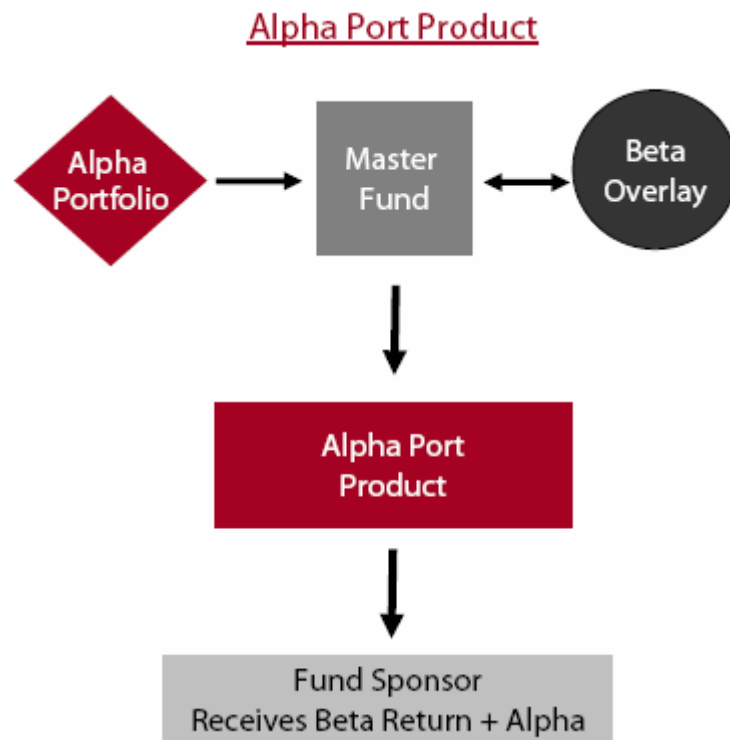 Alpha Port Product
Alpha
Portfolio
Master
Fund
Beta
Overlay
Alpha Port
Product
Fund Sponsor
Receives Beta Return + Alpha